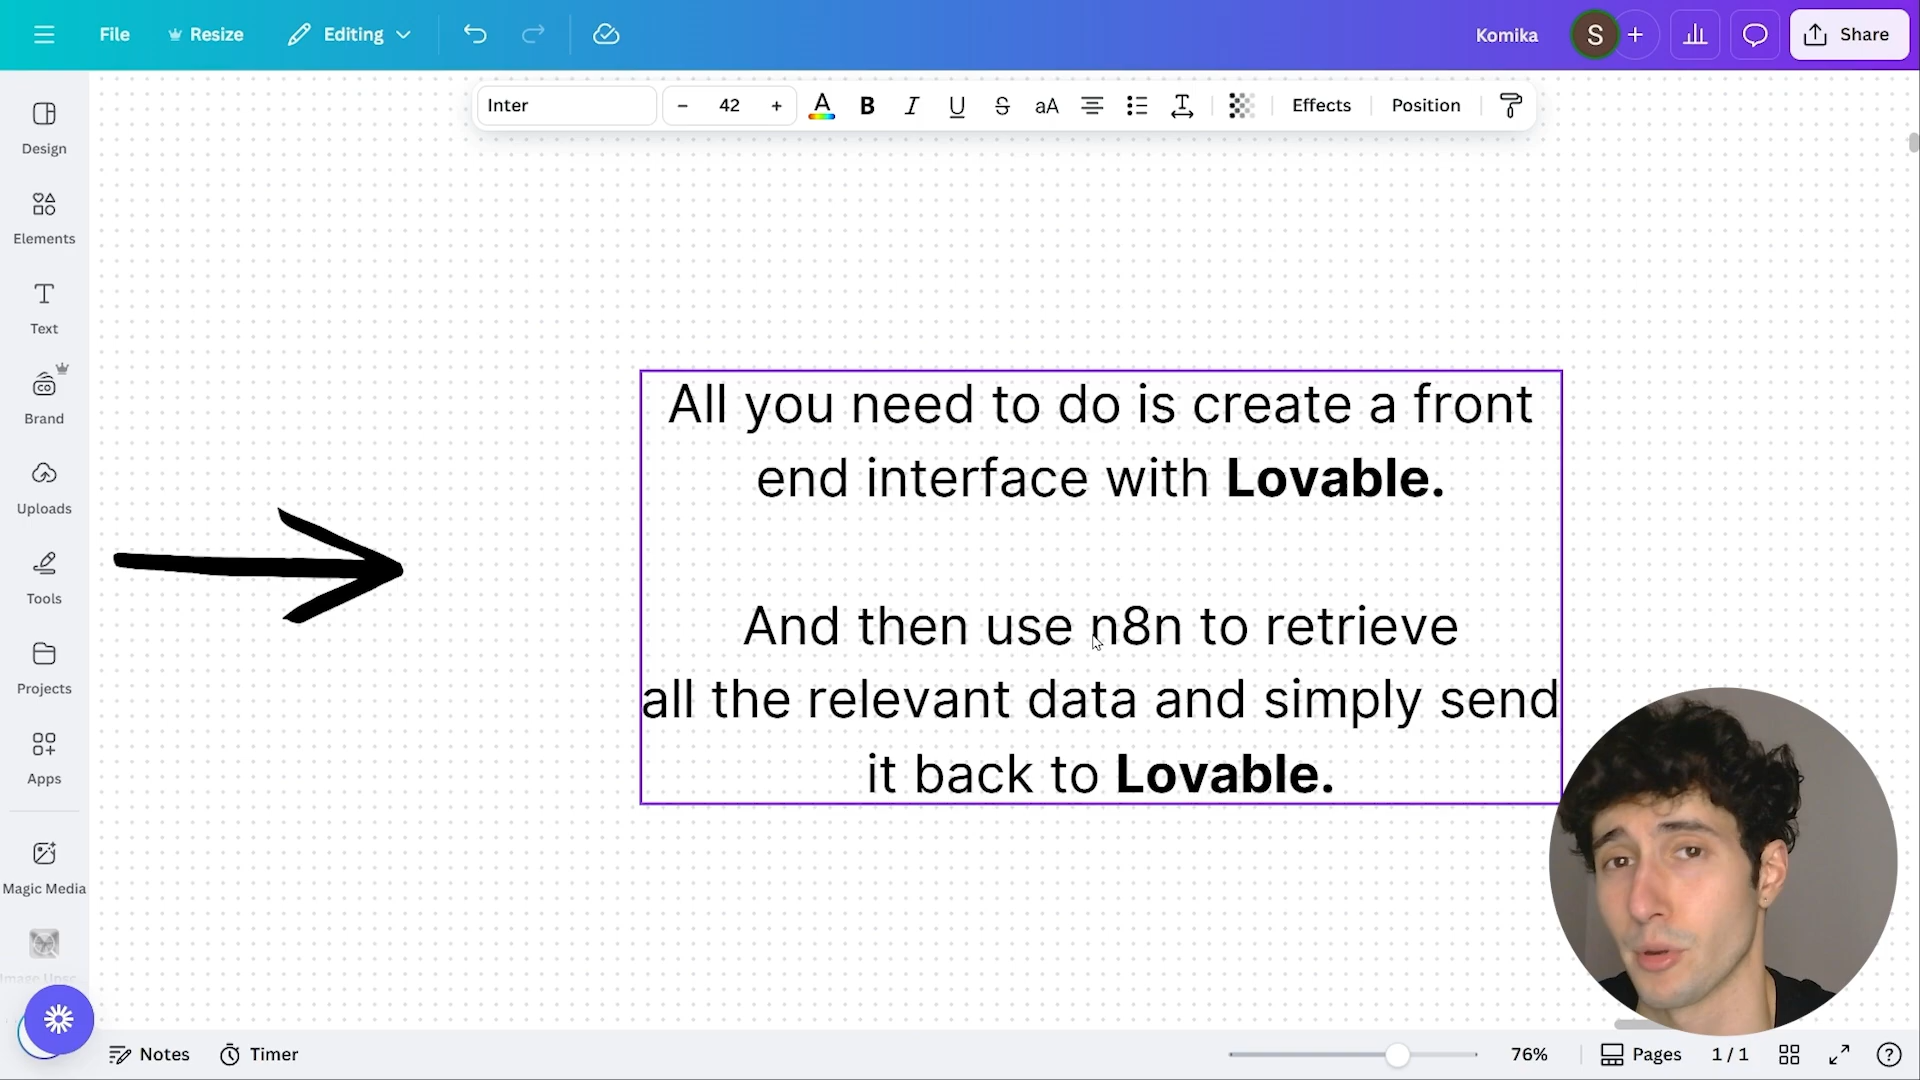 File
Resize
Editing
Komika
S
Share
Inter
42
A
B
I
U
S
aA
Effects
Position
Design
Elements
Text
Brand
Uploads
Tools
Projects
Apps
Magic Media
All you need to do is create a front
end interface with Lovable.
And then use n8n to retrieve
all the relevant data and simply send
it back to Lovable.
Notes
Timer
76%
Pages
1 / 1